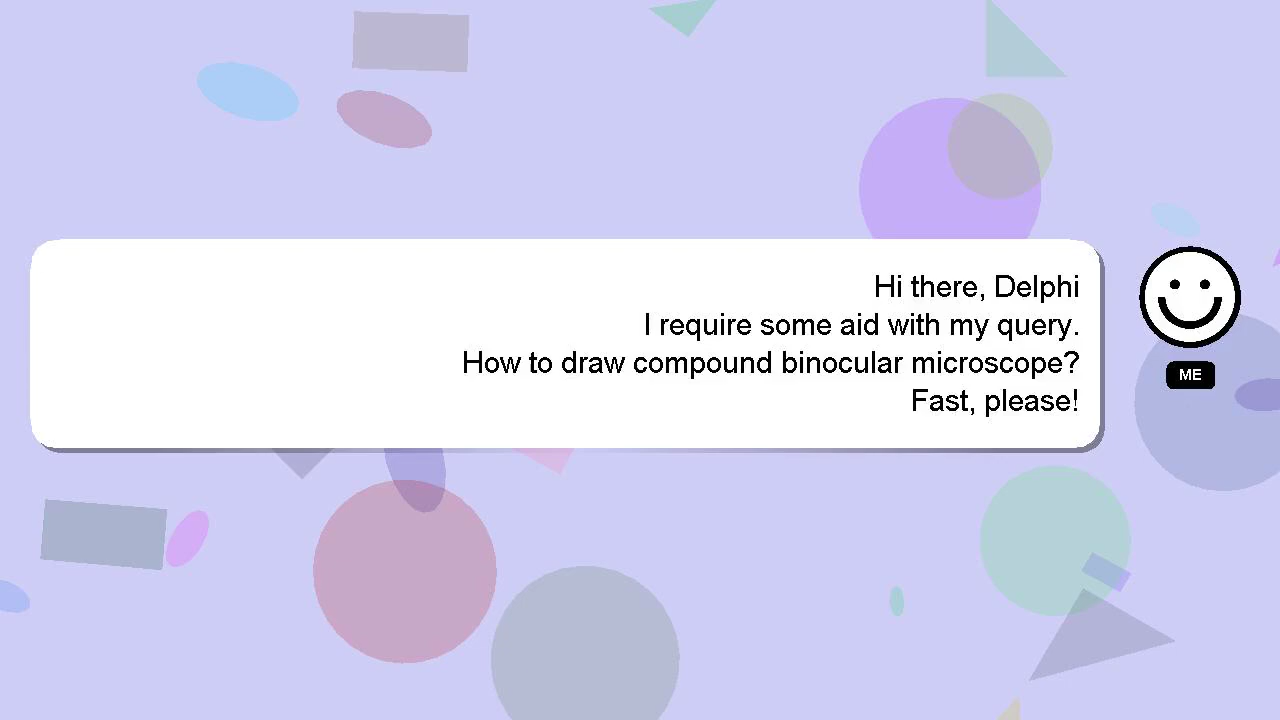 Hi there, Delphi
I require some aid with my query.
How to draw compound binocular microscope?
Fast, please!
ME